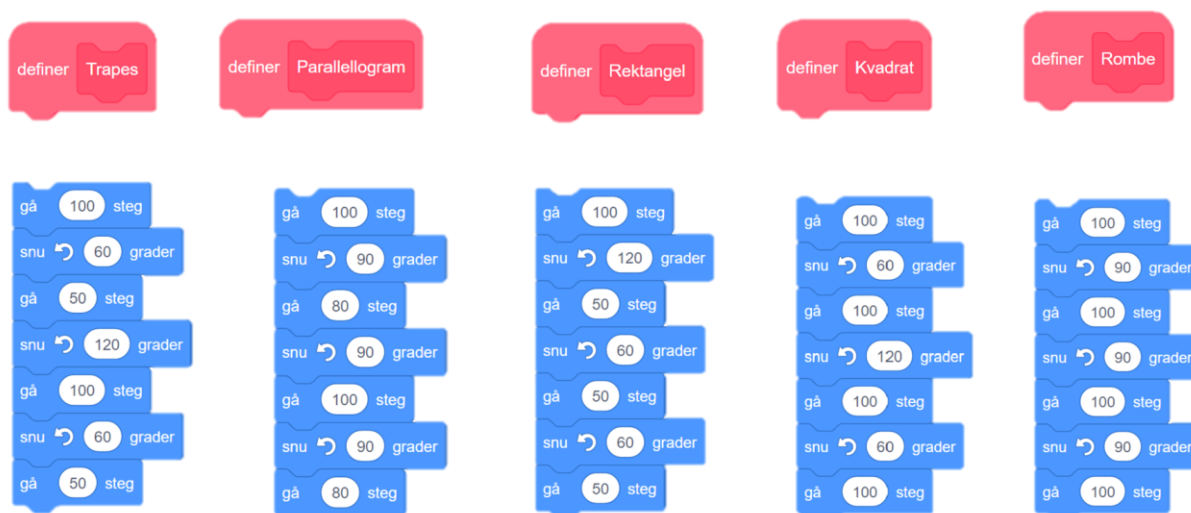 definer Trapes
definer Parallellogram
definer Rektangel
definer Kvadrat
definer Rombe
gå 100 steg
snu 60 grader
gå 50 steg
snu 120 grader
gå 100 steg
snu 60 grader
gå 50 steg
gå 100 steg
snu 90 grader
gå 80 steg
snu 90 grader
gå 100 steg
snu 90 grader
gå 80 steg
gå 100 steg
snu 120 grader
gå 50 steg
snu 60 grader
gå 50 steg
snu 60 grader
gå 50 steg
gå 100 steg
snu 60 grader
gå 100 steg
snu 120 grader
gå 100 steg
snu 60 grader
gå 100 steg
gå 100 steg
snu 90 grader
gå 100 steg
snu 90 grader
gå 100 steg
snu 90 grader
gå 100 steg